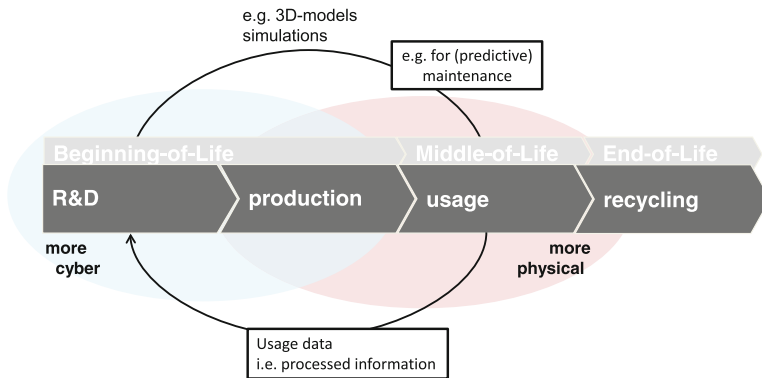 e.g. 3D-models
simulations
e.g. for (predictive)
maintenance
Beginning-of-Life
Middle-of-Life
End-of-Life
R&D
production
usage
recycling
more
cyber
more
physical
Usage data
i.e. processed information